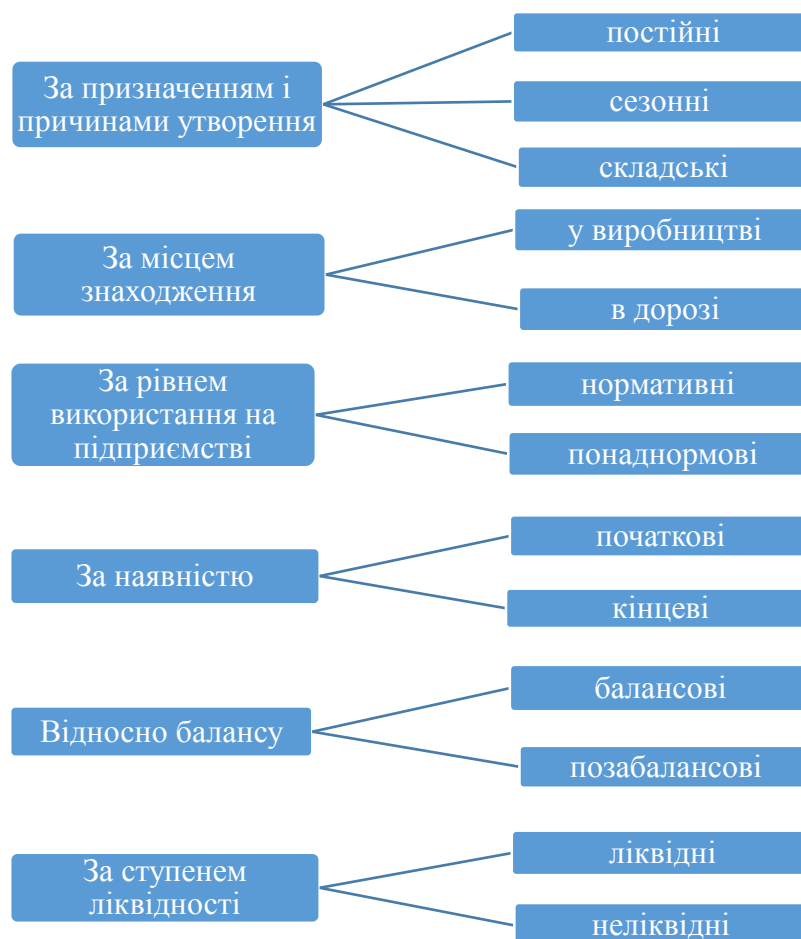 За призначенням і
причинами утворення
постійні
сезонні
складські
За місцем
знаходження
у виробництві
в дорозі
За рівнем
використання на
підприємстві
нормативні
понаднормові
За наявністю
початкові
кінцеві
Відносно балансу
балансові
позабалансові
За ступенем
ліквідності
ліквідні
неліквідні